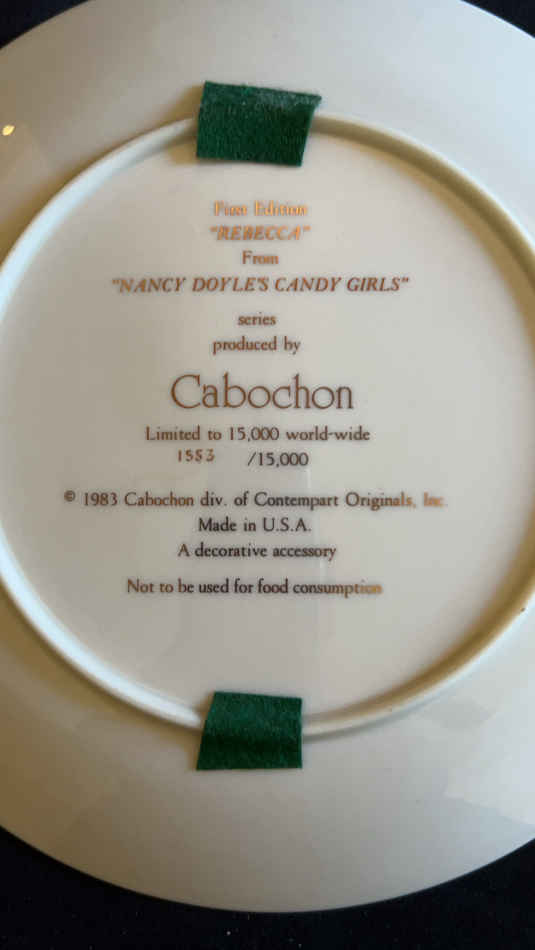 First Edition
"REBECCA"
From
"NANCY DOYLE'S CANDY GIRLS"
series
produced by
Cabochon
Limited to 15,000 world-wide
/15,000
© 1983 Cabochon div. of Contempart Originals, Inc.
Made in U.S.A.
A decorative accessory
Not to be used for food consumption